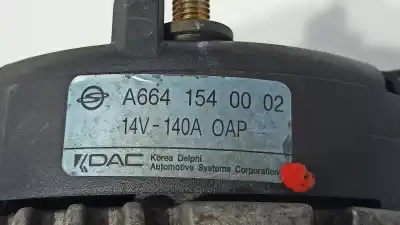 A664 154 00 02
14V-140A OAP
KDAC Korea Delphi
Automotive Systems Corporation